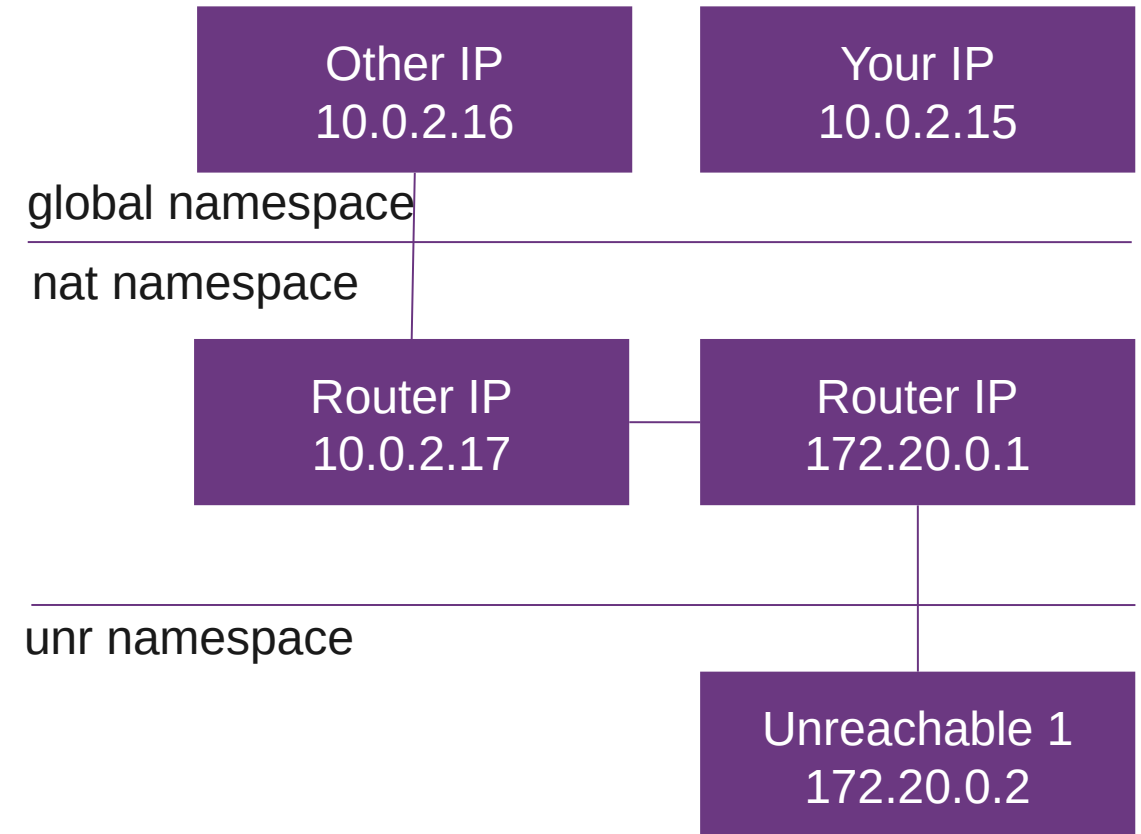 Other IP
10.0.2.16
Your IP
10.0.2.15
global namespace
nat namespace
Router IP
10.0.2.17
Router IP
172.20.0.1
unr namespace
Unreachable 1
172.20.0.2